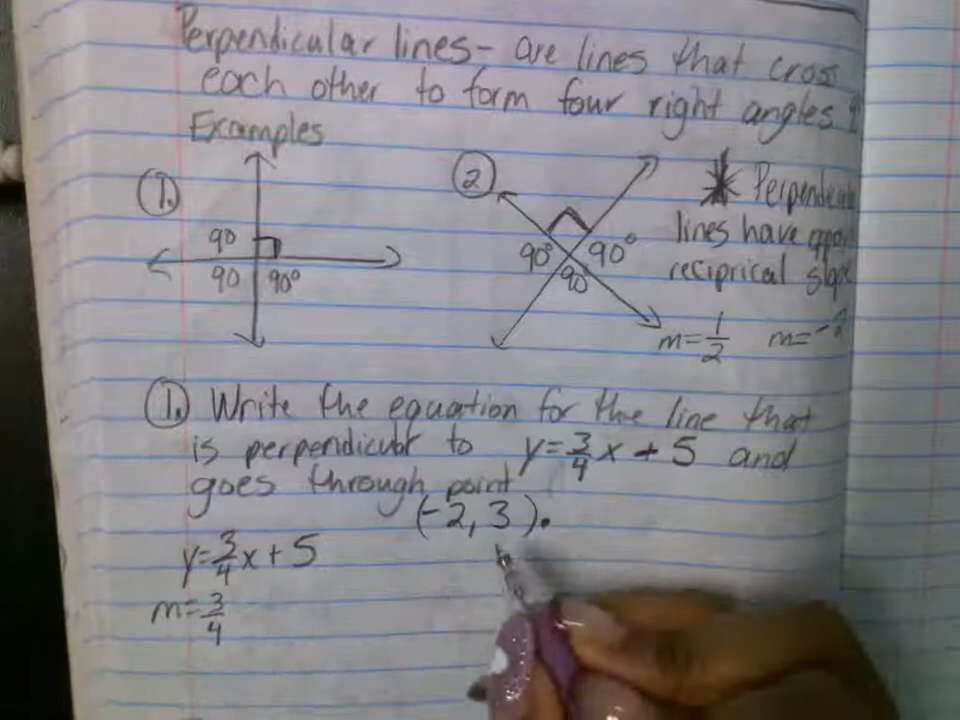 Perpendicular lines- are lines that cross
each other to form four right angles
Examples
1.
90
90 90°
2
90° 90°
90
Perpendicular
lines have
reciprical
m=1/2 m=-2
1. Write the equation for the line that
is perpendicular to y=3/4x+5 and
goes through point
(-2,3).
y=3/4x+5
m=3/4